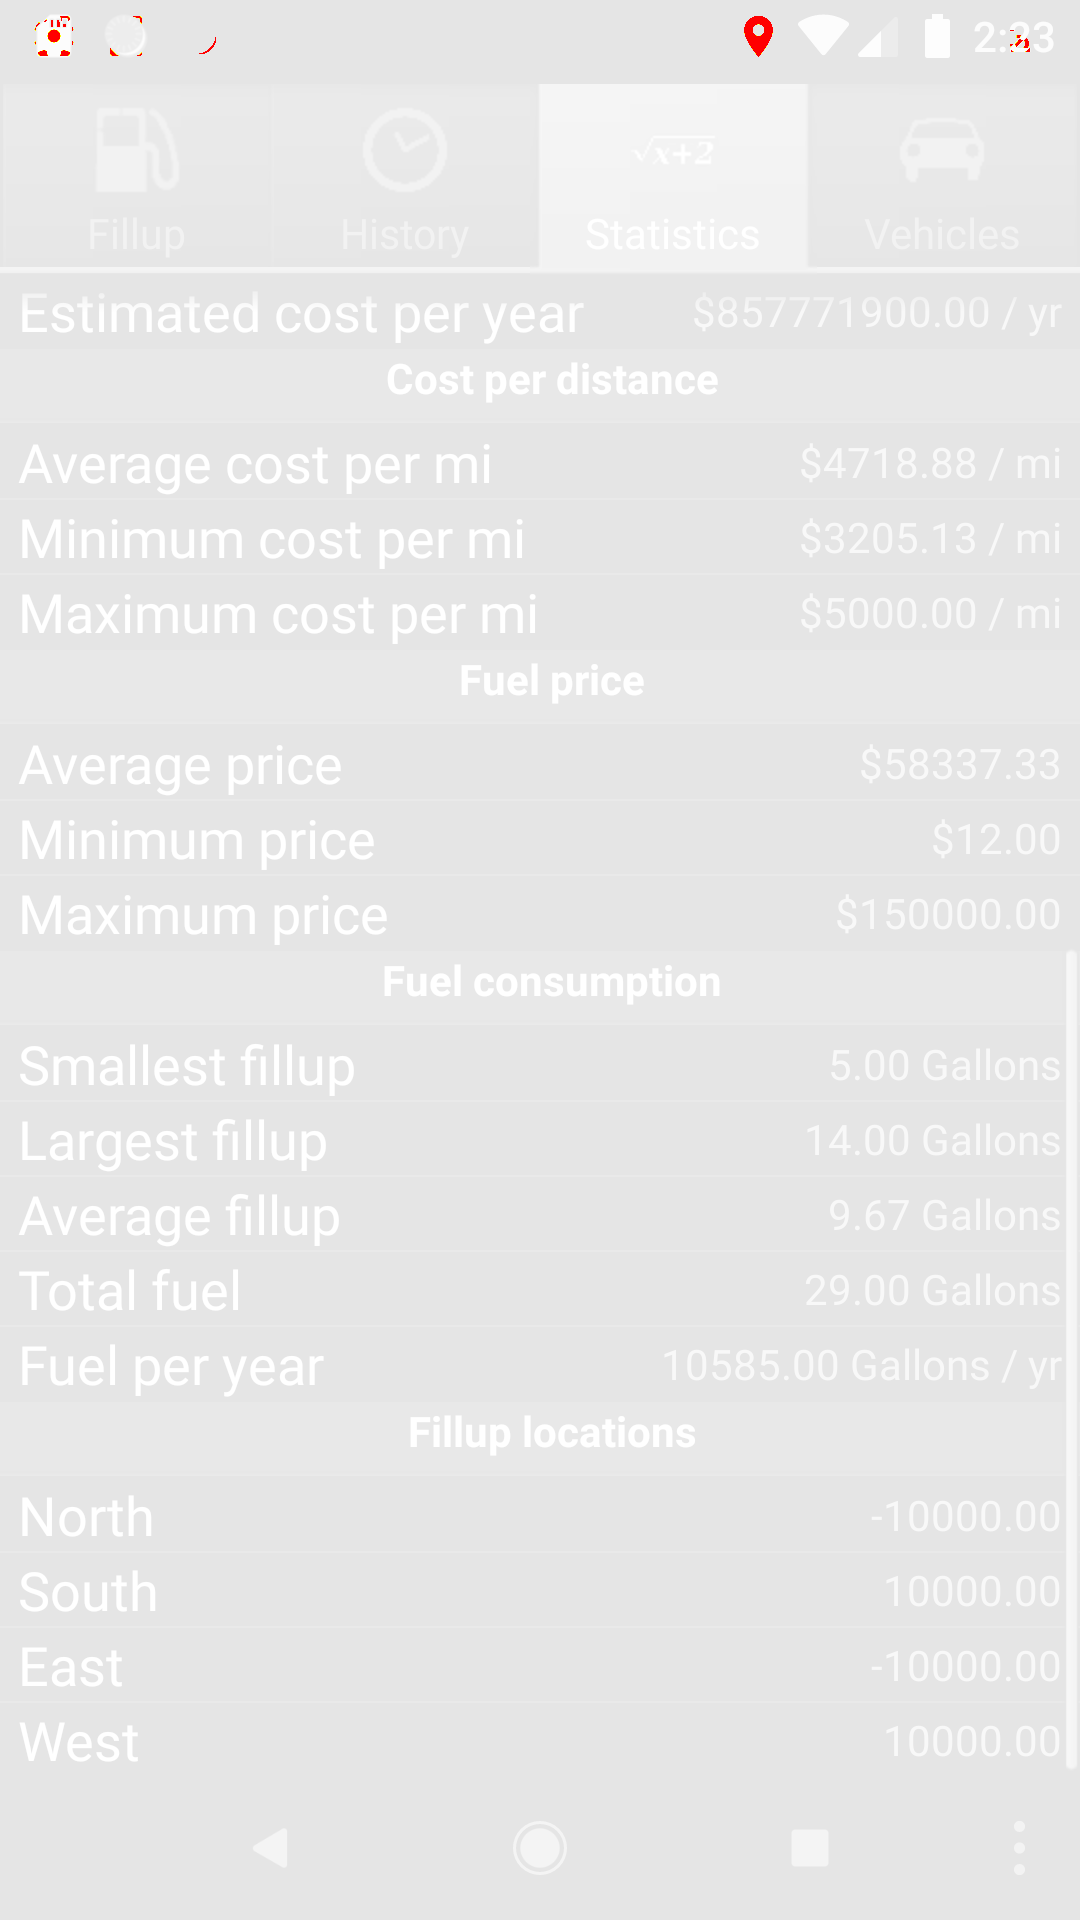 Fillup
History
√x+2
Statistics
Vehicles
Estimated cost per year $857771900.00 / yr
Cost per distance
Average cost per mi $4718.88 / mi
Minimum cost per mi $3205.13 / mi
Maximum cost per mi $5000.00 / mi
Fuel price
Average price $58337.33
Minimum price $12.00
Maximum price $150000.00
Fuel consumption
Smallest fillup 5.00 Gallons
Largest fillup 14.00 Gallons
Average fillup 9.67 Gallons
Total fuel 29.00 Gallons
Fuel per year 10585.00 Gallons / yr
Fillup locations
North -10000.00
South 10000.00
East -10000.00
West 10000.00